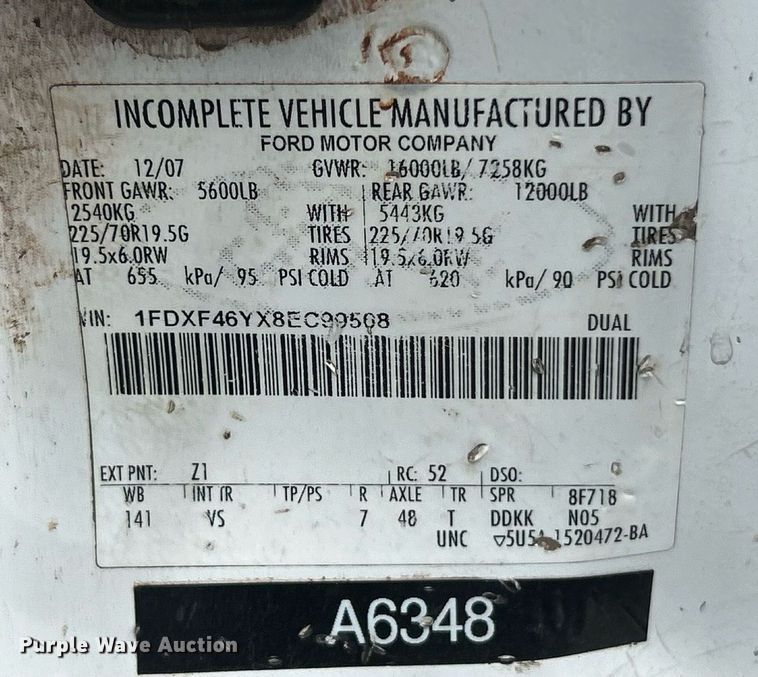 INCOMPLETE VEHICLE MANUFACTURED BY
FORD MOTOR COMPANY
DATE: 12/07 GVWR: 16000LB/ 7258KG
FRONT GAWR: 5600LB REAR GAWR: 12000LB
2540KG WITH 5443KG WITH
225/70R19.5G TIRES 225/70R19.5G TIRES
19.5x6.0RW RIMS 19.5x6.0RW RIMS
AT 655 kPa/ 95 PSI COLD AT 620 kPa/ 90 PSI COLD
VIN: DUAL
EXT PNT: Z1 RC: 52 DSO:
WB INT TR TP/PS R AXLE TR SPR 8F718
141 VS 7 48 T DDKK N05
UNC 1520472-BA
A6348
Purple Wave Auction